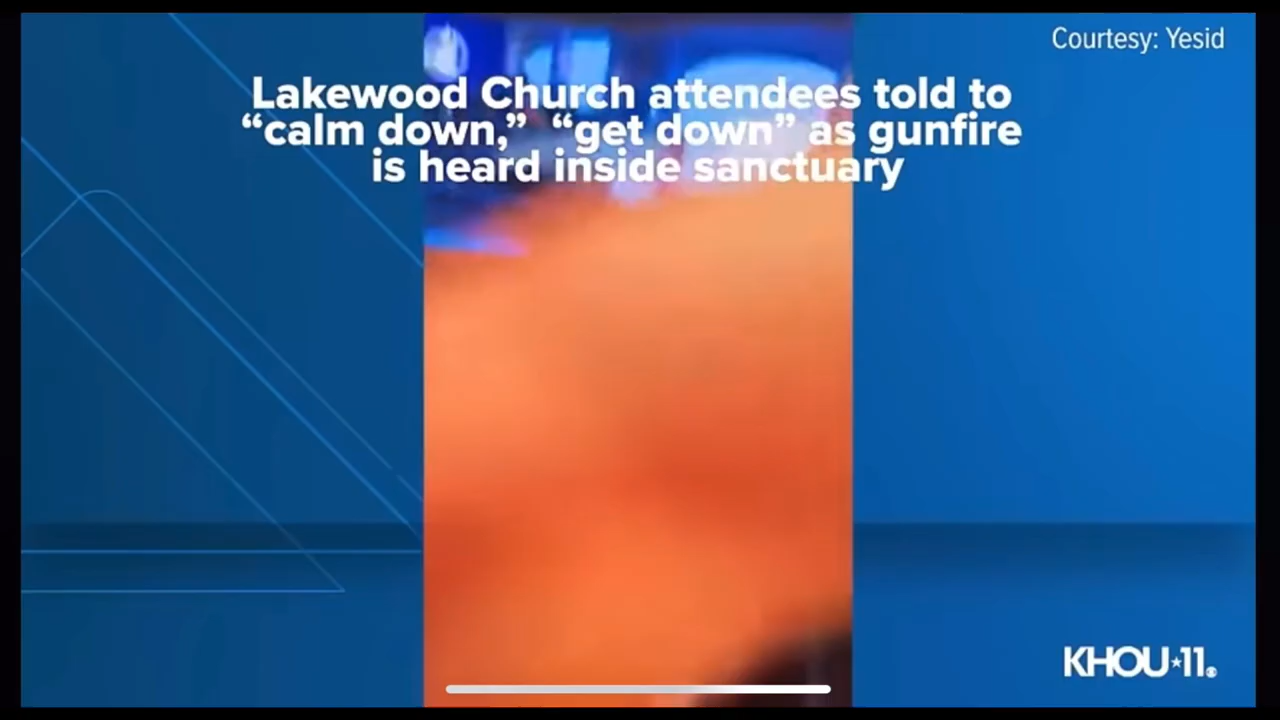 Courtesy: Yesid
Lakewood Church attendees told to
“calm down,” “get down” as gunfire
is heard inside sanctuary
KHOU★11